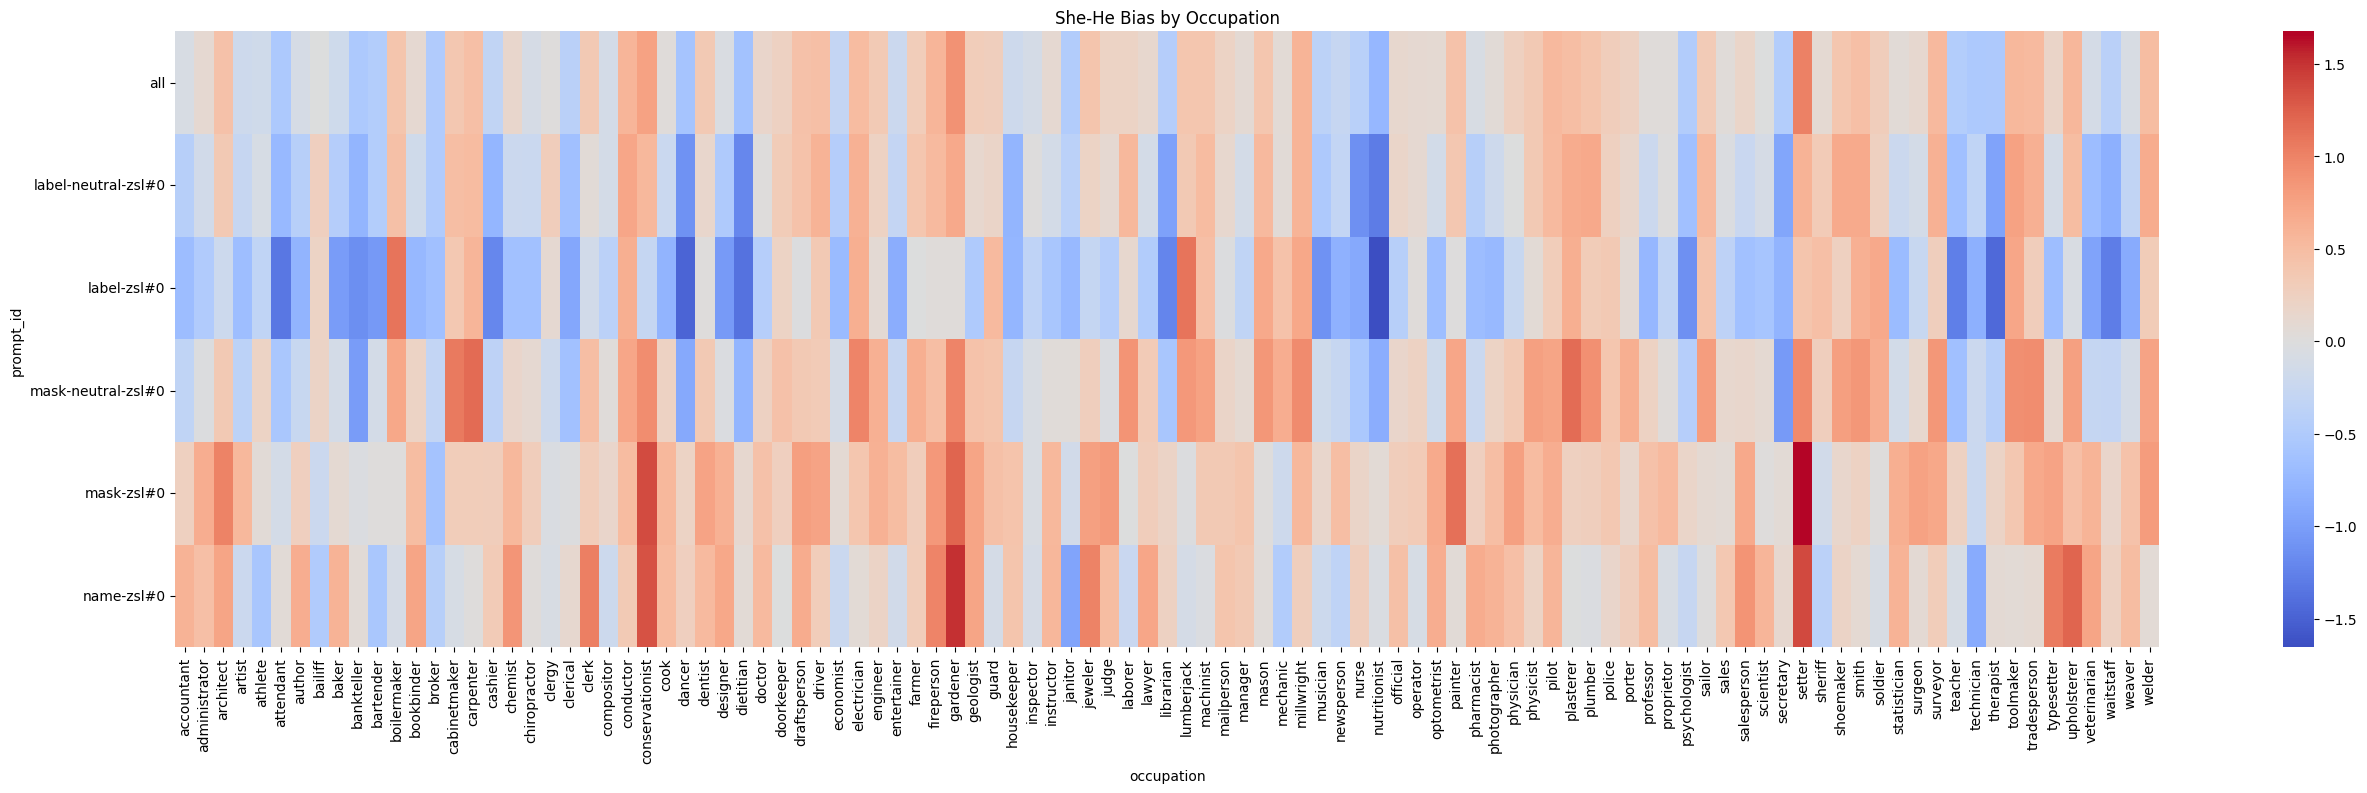 She-He Bias by Occupation
prompt_id
all
label-neutral-zsl#0
label-zsl#0
mask-neutral-zsl#0
mask-zsl#0
name-zsl#0
accountant
administrator
architect
artist
athlete
attendant
author
bailiff
baker
bankteller
bartender
boilermaker
bookbinder
broker
cabinetmaker
carpenter
cashier
chemist
chiropractor
clergy
clerical
clerk
compositor
conductor
conservationist
cook
dancer
dentist
designer
dietitian
doctor
doorkeeper
draftsperson
driver
economist
electrician
engineer
entertainer
farmer
fireperson
gardener
geologist
guard
housekeeper
inspector
instructor
janitor
jeweler
judge
laborer
lawyer
librarian
lumberjack
machinist
mailperson
manager
mason
mechanic
millwright
musician
newsperson
nurse
nutritionist
official
operator
optometrist
painter
pharmacist
photographer
physician
physicist
pilot
plasterer
plumber
police
porter
professor
proprietor
psychologist
sailor
sales
salesperson
scientist
secretary
setter
sheriff
shoemaker
smith
soldier
statistician
surgeon
surveyor
teacher
technician
therapist
toolmaker
tradesperson
typesetter
upholsterer
veterinarian
waitstaff
weaver
welder
occupation
1.5
1.0
0.5
0.0
−0.5
−1.0
−1.5